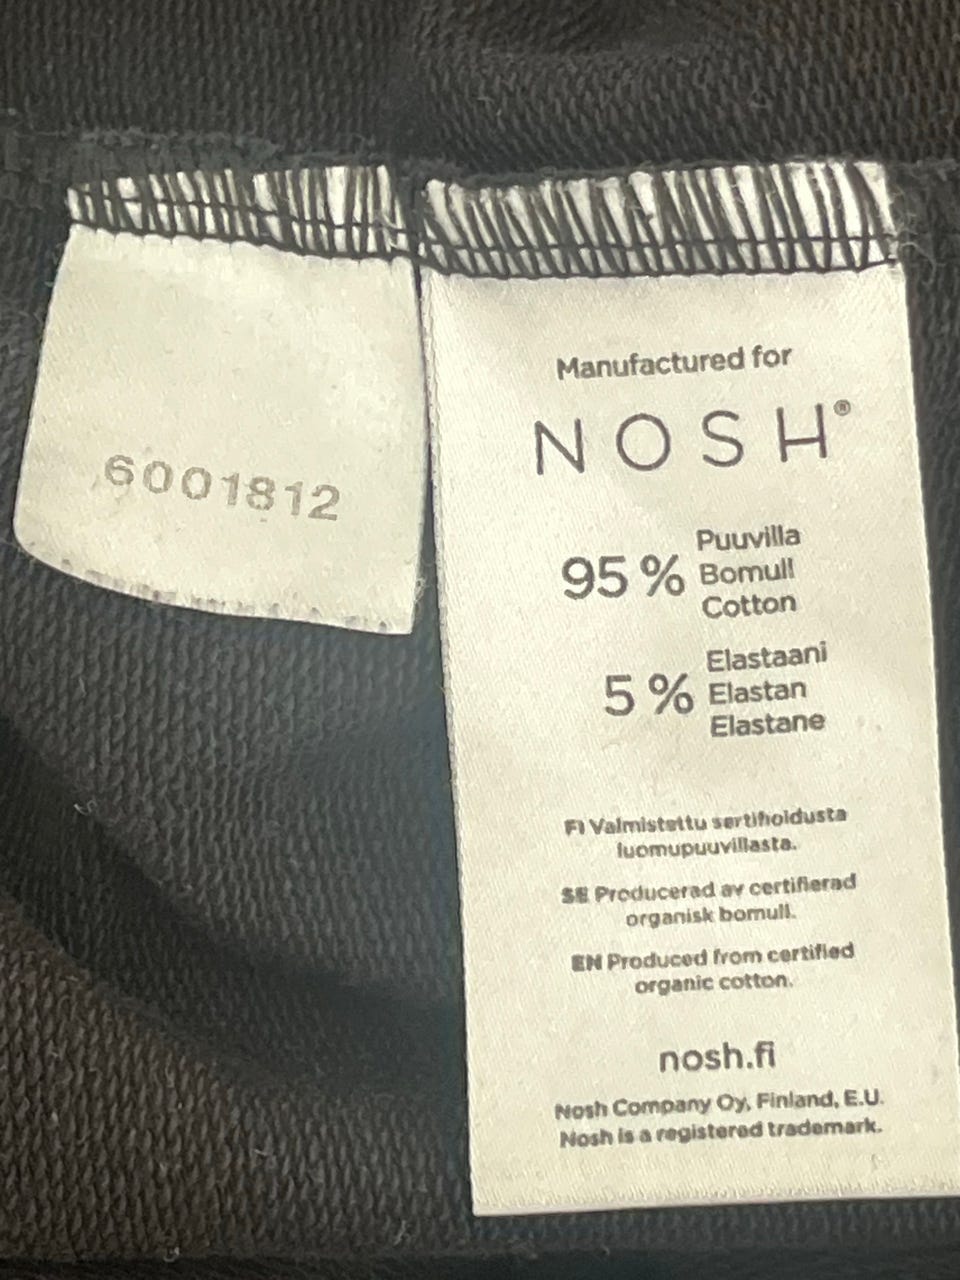 6001812
Manufactured for
NOSH®
95 %
Puuvilla
Bomull
Cotton
5 %
Elastaani
Elastan
Elastane
FI Valmistettu sertifioidusta
luomupuuvillasta.
SE Producerad av certifierad
organisk bomull.
EN Produced from certified
organic cotton.
nosh.fi
Nosh Company Oy, Finland, E.U.
Nosh is a registered trademark.